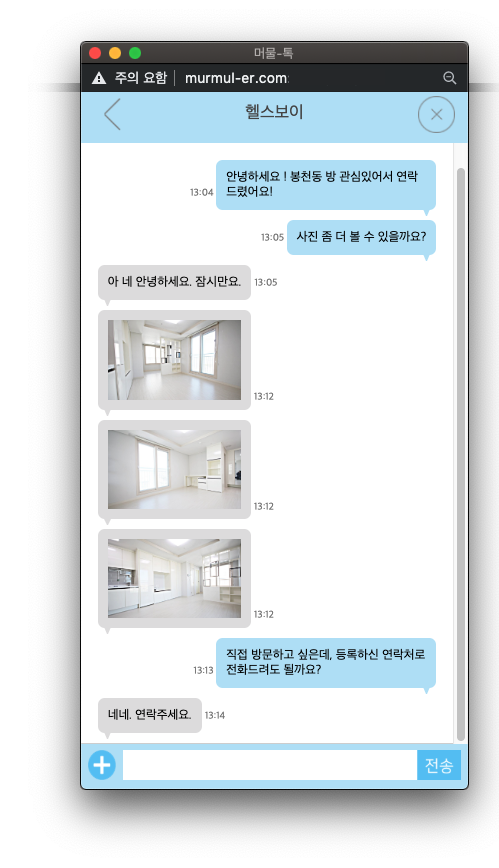 머물-톡
주의 요함
murmul-er.com
헬스보이
안녕하세요 ! 봉천동 방 관심있어서 연락
드렸어요!
13:04
사진 좀 더 볼 수 있을까요?
13:05
아 네 안녕하세요. 잠시만요.
13:05
13:12
13:12
13:12
직접 방문하고 싶은데, 등록하신 연락처로
전화드려도 될까요?
13:13
네네. 연락주세요.
13:14
전송